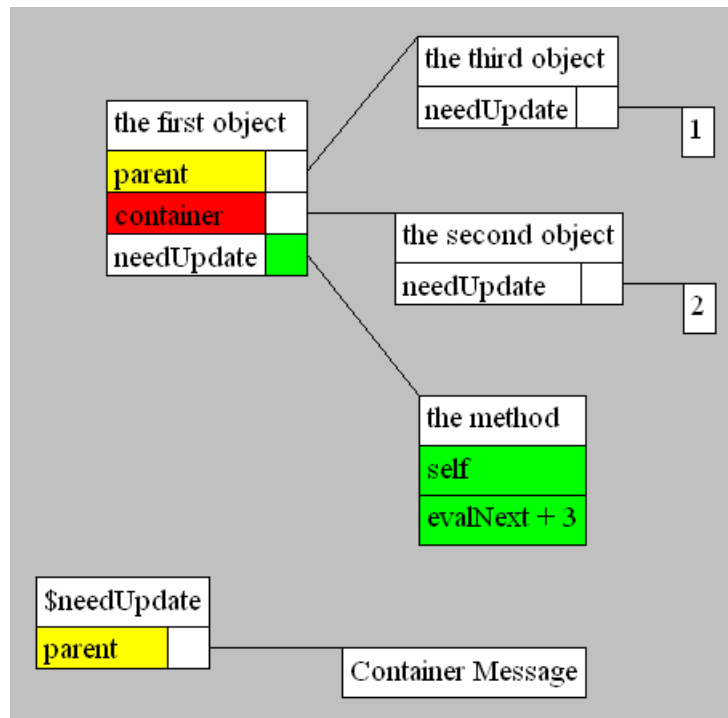 the third object
needUpdate
1
the first object
parent
container
needUpdate
the second object
needUpdate
2
the method
self
evalNext + 3
$needUpdate
parent
Container Message